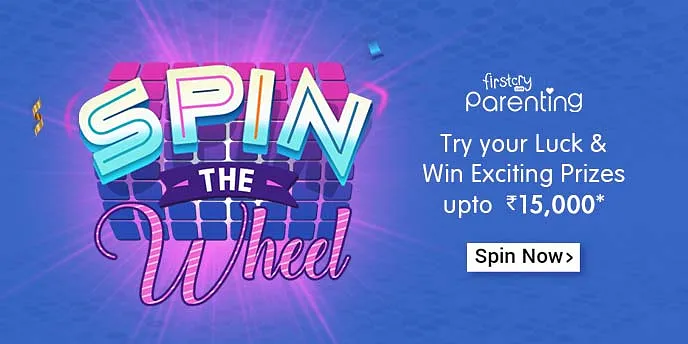 SPIN
THE
Wheel
firstcry
Parenting
Try your Luck &
Win Exciting Prizes
upto ₹15,000*
Spin Now>